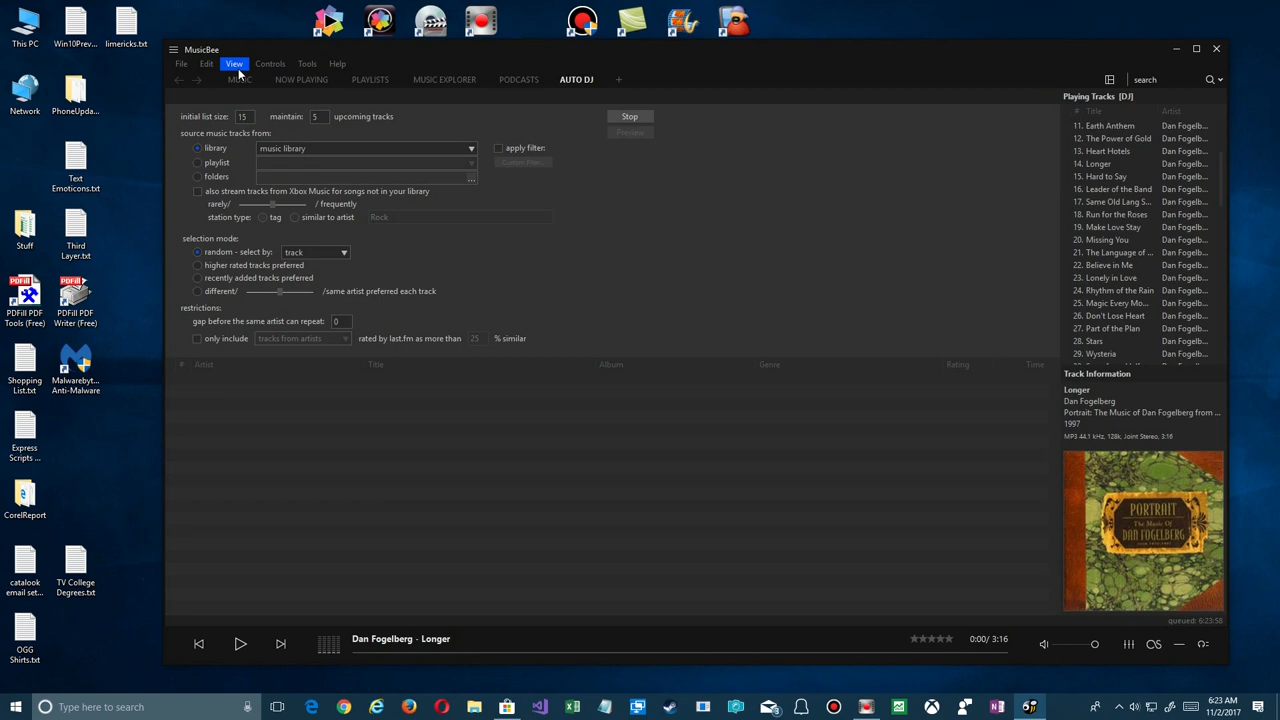 This PC
Win10Prev...
limericks.txt
Network
PhoneUpda...
Text
Emoticons.txt
Stuff
Third
Layer.txt
PDFill PDF
Tools (Free)
PDFill PDF
Writer (Free)
Shopping
List.txt
Malwarebyt...
Anti-Malware
Express
Scripts ...
CorelReport
catalook
email set...
TV College
Degrees.txt
OGG
Shirts.txt
MusicBee
File Edit View Controls Tools Help
MUSIC NOW PLAYING PLAYLISTS MUSIC EXPLORER PODCASTS AUTO DJ +
search
initial list size: 15 maintain: 5 upcoming tracks
Stop
Preview
source music tracks from:
library music library
apply filter:
playlist
Custom Filter...
folders ...
also stream tracks from Xbox Music for songs not in your library
rarely/ / frequently
station type: tag similar to artist Rock
selection mode:
random - select by: track
higher rated tracks preferred
recently added tracks preferred
different/ /same artist preferred each track
restrictions:
gap before the same artist can repeat: 0
only include tracks from artists rated by last.fm as more than 25 % similar
# Artist Title Album Genre Rating Time
Playing Tracks [DJ]
# Title Artist
11. Earth Anthem Dan Fogelb...
12. The Power of Gold Dan Fogelb...
13. Heart Hotels Dan Fogelb...
14. Longer Dan Fogelb...
15. Hard to Say Dan Fogelb...
16. Leader of the Band Dan Fogelb...
17. Same Old Lang S... Dan Fogelb...
18. Run for the Roses Dan Fogelb...
19. Make Love Stay Dan Fogelb...
20. Missing You Dan Fogelb...
21. The Language of ... Dan Fogelb...
22. Believe in Me Dan Fogelb...
23. Lonely in Love Dan Fogelb...
24. Rhythm of the Rain Dan Fogelb...
25. Magic Every Mo... Dan Fogelb...
26. Don't Lose Heart Dan Fogelb...
27. Part of the Plan Dan Fogelb...
28. Stars Dan Fogelb...
29. Wysteria Dan Fogelb...
Track Information
Longer
Dan Fogelberg
Portrait: The Music of Dan Fogelberg from ...
1997
MP3 44.1 kHz, 128k, Joint Stereo, 3:16
PORTRAIT
The Music Of
DAN FOGELBERG
queued: 6:23:58
Dan Fogelberg - Longer
0:00/ 3:16
Type here to search
6:23 AM
11/2/2017